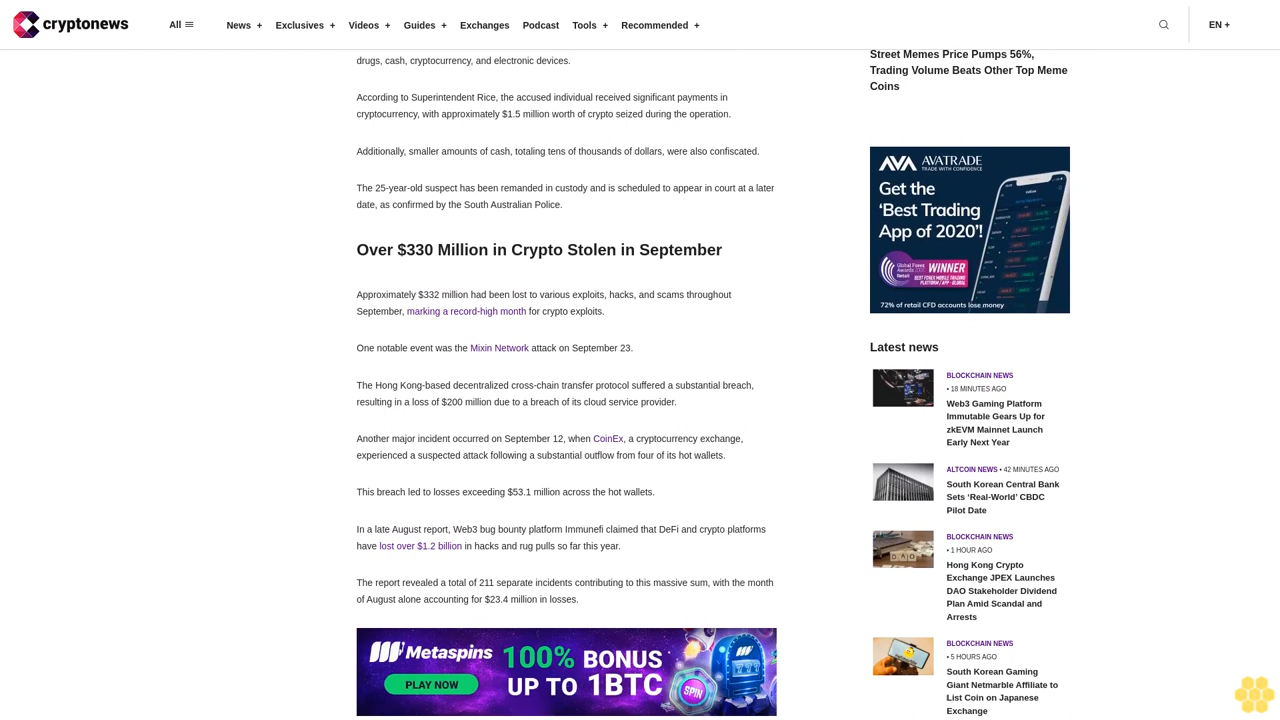 cryptonews
All
News +
Exclusives +
Videos +
Guides +
Exchanges
Podcast
Tools +
Recommended +
EN +
drugs, cash, cryptocurrency, and electronic devices.
According to Superintendent Rice, the accused individual received significant payments in
cryptocurrency, with approximately $1.5 million worth of crypto seized during the operation.
Additionally, smaller amounts of cash, totaling tens of thousands of dollars, were also confiscated.
The 25-year-old suspect has been remanded in custody and is scheduled to appear in court at a later
date, as confirmed by the South Australian Police.
Over $330 Million in Crypto Stolen in September
Approximately $332 million had been lost to various exploits, hacks, and scams throughout
September, marking a record-high month for crypto exploits.
One notable event was the Mixin Network attack on September 23.
The Hong Kong-based decentralized cross-chain transfer protocol suffered a substantial breach,
resulting in a loss of $200 million due to a breach of its cloud service provider.
Another major incident occurred on September 12, when CoinEx, a cryptocurrency exchange,
experienced a suspected attack following a substantial outflow from four of its hot wallets.
This breach led to losses exceeding $53.1 million across the hot wallets.
In a late August report, Web3 bug bounty platform Immunefi claimed that DeFi and crypto platforms
have lost over $1.2 billion in hacks and rug pulls so far this year.
The report revealed a total of 211 separate incidents contributing to this massive sum, with the month
of August alone accounting for $23.4 million in losses.
Metaspins
PLAY NOW
100% BONUS
UP TO 1BTC
SPIN
Street Memes Price Pumps 56%,
Trading Volume Beats Other Top Meme
Coins
AVA AVATRADE
TRADE WITH CONFIDENCE
Get the
‘Best Trading
App of 2020’!
Global Forex
Awards
Retail
WINNER
BEST FOREX MOBILE TRADING
PLATFORM / APP - GLOBAL
72% of retail CFD accounts lose money
Latest news
BLOCKCHAIN NEWS
• 18 MINUTES AGO
Web3 Gaming Platform
Immutable Gears Up for
zkEVM Mainnet Launch
Early Next Year
ALTCOIN NEWS • 42 MINUTES AGO
South Korean Central Bank
Sets ‘Real-World’ CBDC
Pilot Date
DAO
BLOCKCHAIN NEWS
• 1 HOUR AGO
Hong Kong Crypto
Exchange JPEX Launches
DAO Stakeholder Dividend
Plan Amid Scandal and
Arrests
BLOCKCHAIN NEWS
• 5 HOURS AGO
South Korean Gaming
Giant Netmarble Affiliate to
List Coin on Japanese
Exchange